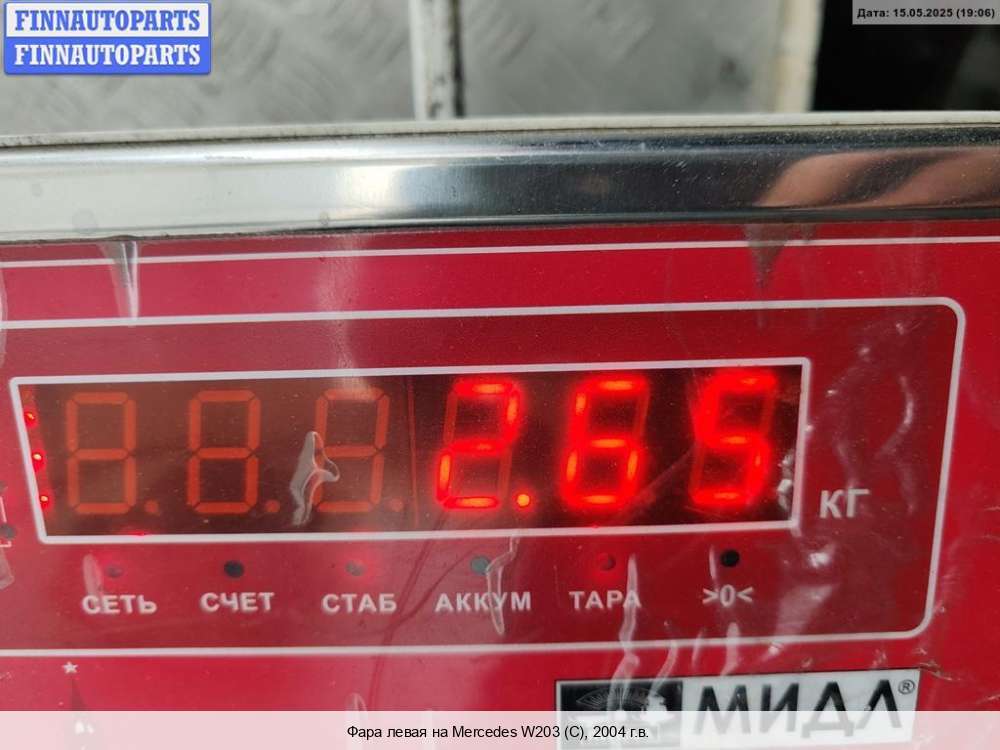 FINNAUTOPARTS
FINNAUTOPARTS
Дата: 15.05.2025 (19:06)
2.65
КГ
СЕТЬ СЧЕТ СТАБ АККУМ ТАРА >0<
МИДЛ®
Фара левая на Mercedes W203 (C), 2004 г.в.